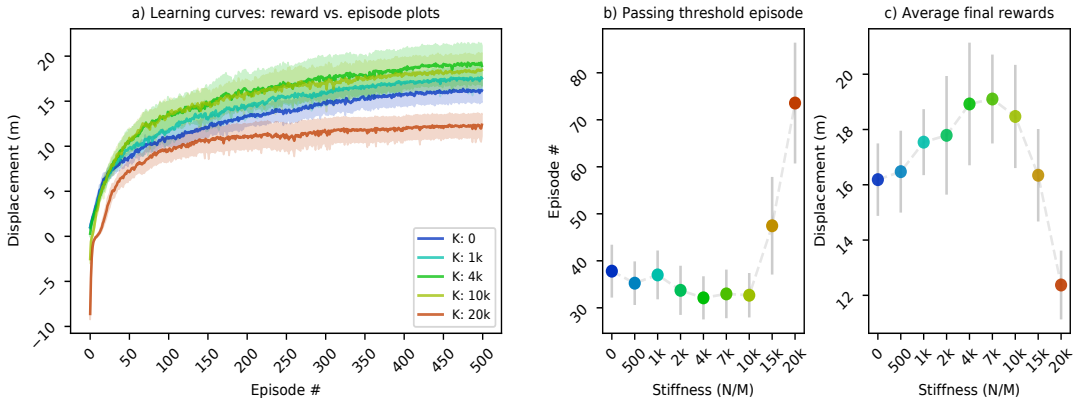 a) Learning curves: reward vs. episode plots
Displacement (m)
20
15
10
5
0
−5
−10
0
50
100
150
200
250
300
350
400
450
500
Episode #
K: 0
K: 1k
K: 4k
K: 10k
K: 20k
b) Passing threshold episode
Episode #
80
70
60
50
40
30
0
500
1k
2k
4k
7k
10k
15k
20k
Stiffness (N/M)
c) Average final rewards
Displacement (m)
20
18
16
14
12
0
500
1k
2k
4k
7k
10k
15k
20k
Stiffness (N/M)